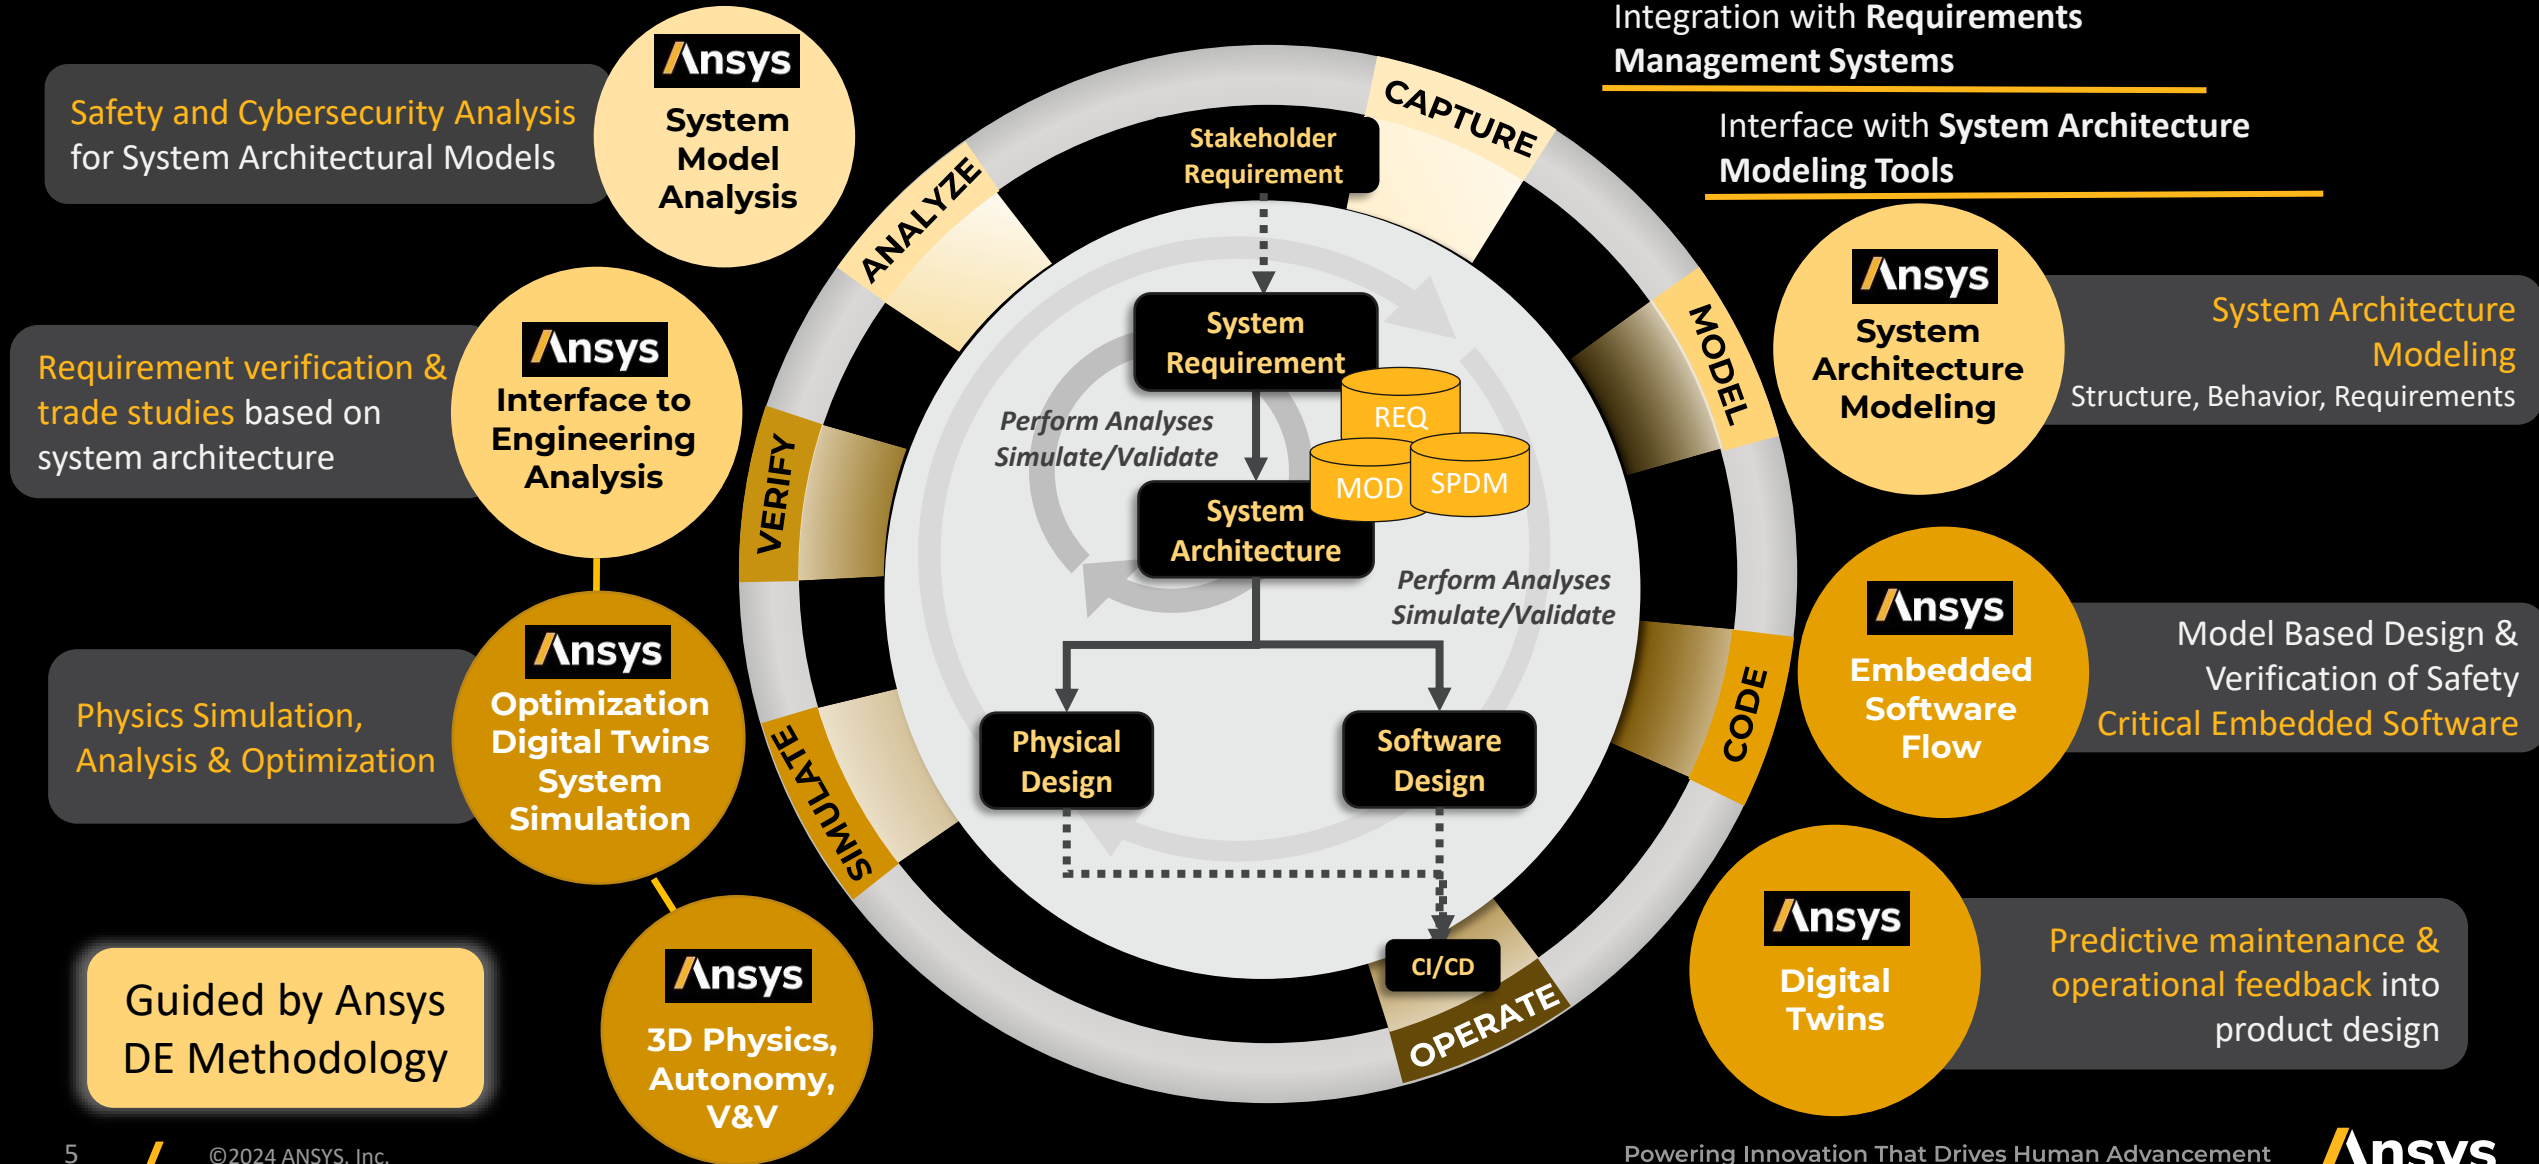 Ansys
System
Model
Analysis
Safety and Cybersecurity Analysis
for System Architectural Models
Integration with Requirements
Management Systems
Interface with System Architecture
Modeling Tools
CAPTURE
MODEL
CODE
OPERATE
SIMULATE
VERIFY
ANALYZE
Stakeholder
Requirement
System
Requirement
Perform Analyses
Simulate/Validate
REQ
MOD
SPDM
System
Architecture
Perform Analyses
Simulate/Validate
Physical
Design
Software
Design
CI/CD
Ansys
System
Architecture
Modeling
System Architecture
Modeling
Structure, Behavior, Requirements
Ansys
Interface to
Engineering
Analysis
Requirement verification &
trade studies based on
system architecture
Ansys
Embedded
Software
Flow
Model Based Design &
Verification of Safety
Critical Embedded Software
Ansys
Optimization
Digital Twins
System
Simulation
Physics Simulation,
Analysis & Optimization
Ansys
Digital
Twins
Predictive maintenance &
operational feedback into
product design
Ansys
3D Physics,
Autonomy,
V&V
Guided by Ansys
DE Methodology
5
©2024 ANSYS, Inc.
Powering Innovation That Drives Human Advancement
Ansys